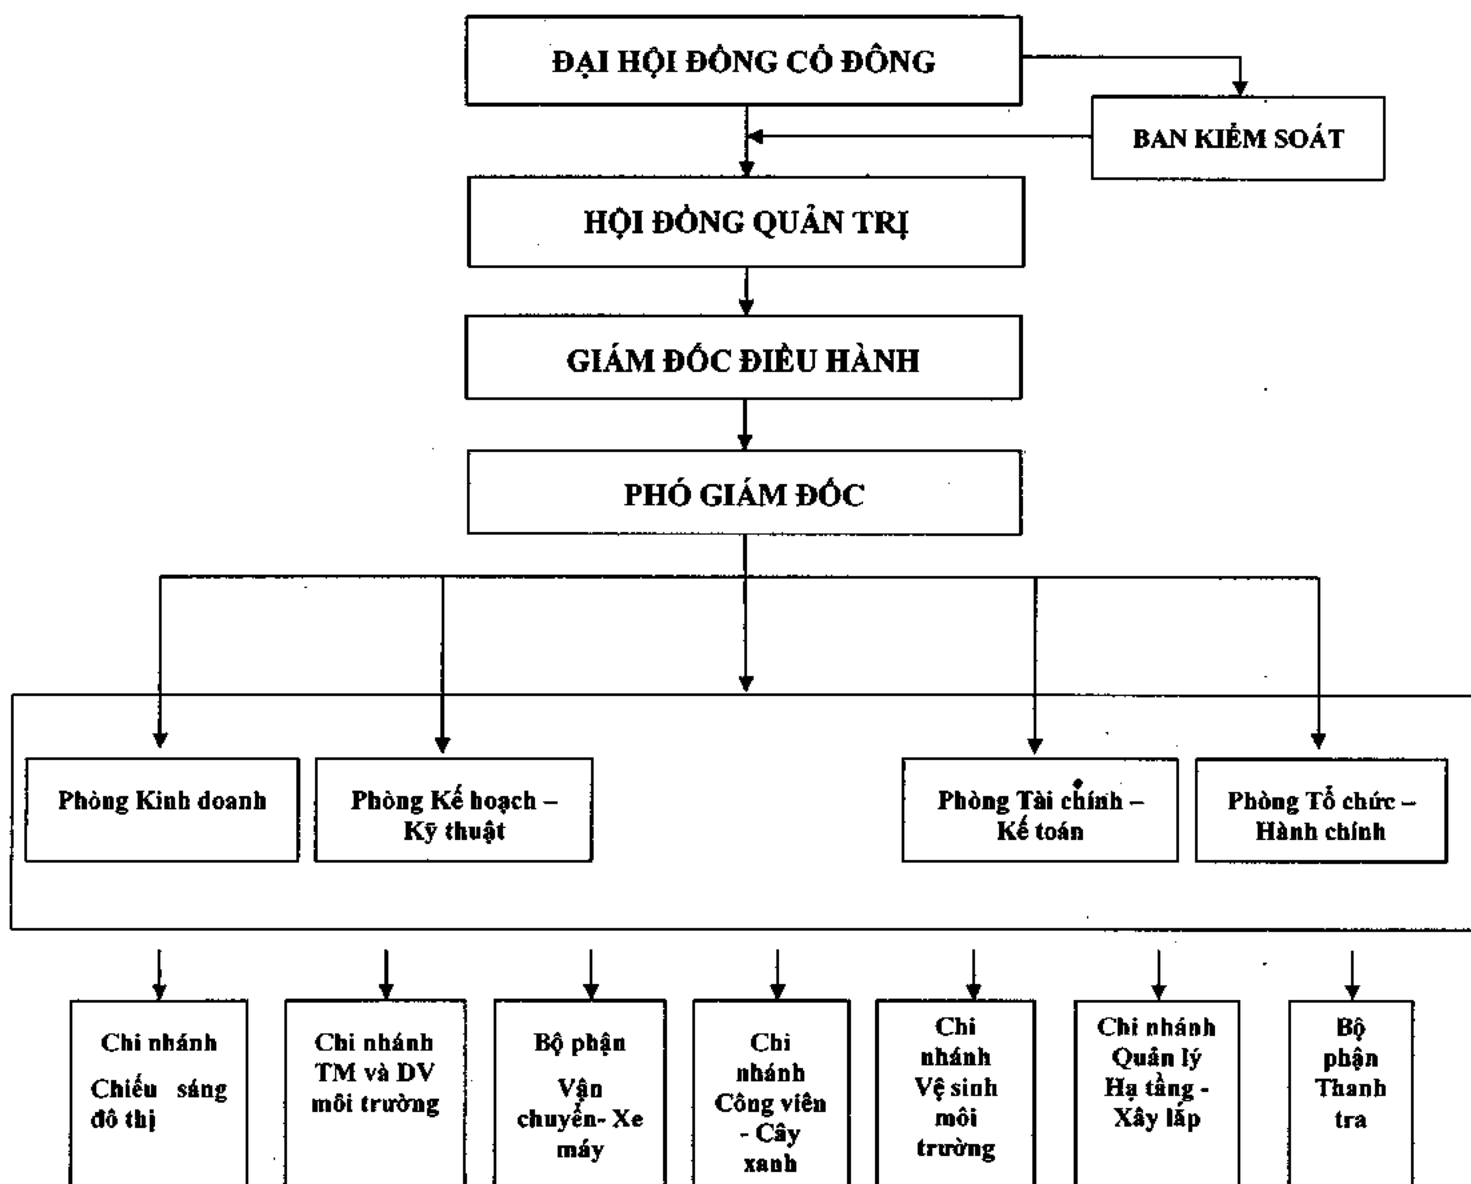 ĐẠI HỘI ĐỒNG CỔ ĐÔNG
BAN KIỂM SOÁT
HỘI ĐỒNG QUẢN TRỊ
GIÁM ĐỐC ĐIỀU HÀNH
PHÓ GIÁM ĐỐC
Phòng Kinh doanh
Phòng Kế hoạch –
Kỹ thuật
Phòng Tài chính –
Kế toán
Phòng Tổ chức –
Hành chính
Chi nhánh
Chiếu sáng
đô thị
Chi nhánh
TM và DV
môi trường
Bộ phận
Vận
chuyển- Xe
máy
Chi
nhánh
Công viên
- Cây
xanh
Chi
nhánh
Vệ sinh
môi
trường
Chi nhánh
Quản lý
Hạ tầng -
Xây lắp
Bộ
phận
Thanh
tra